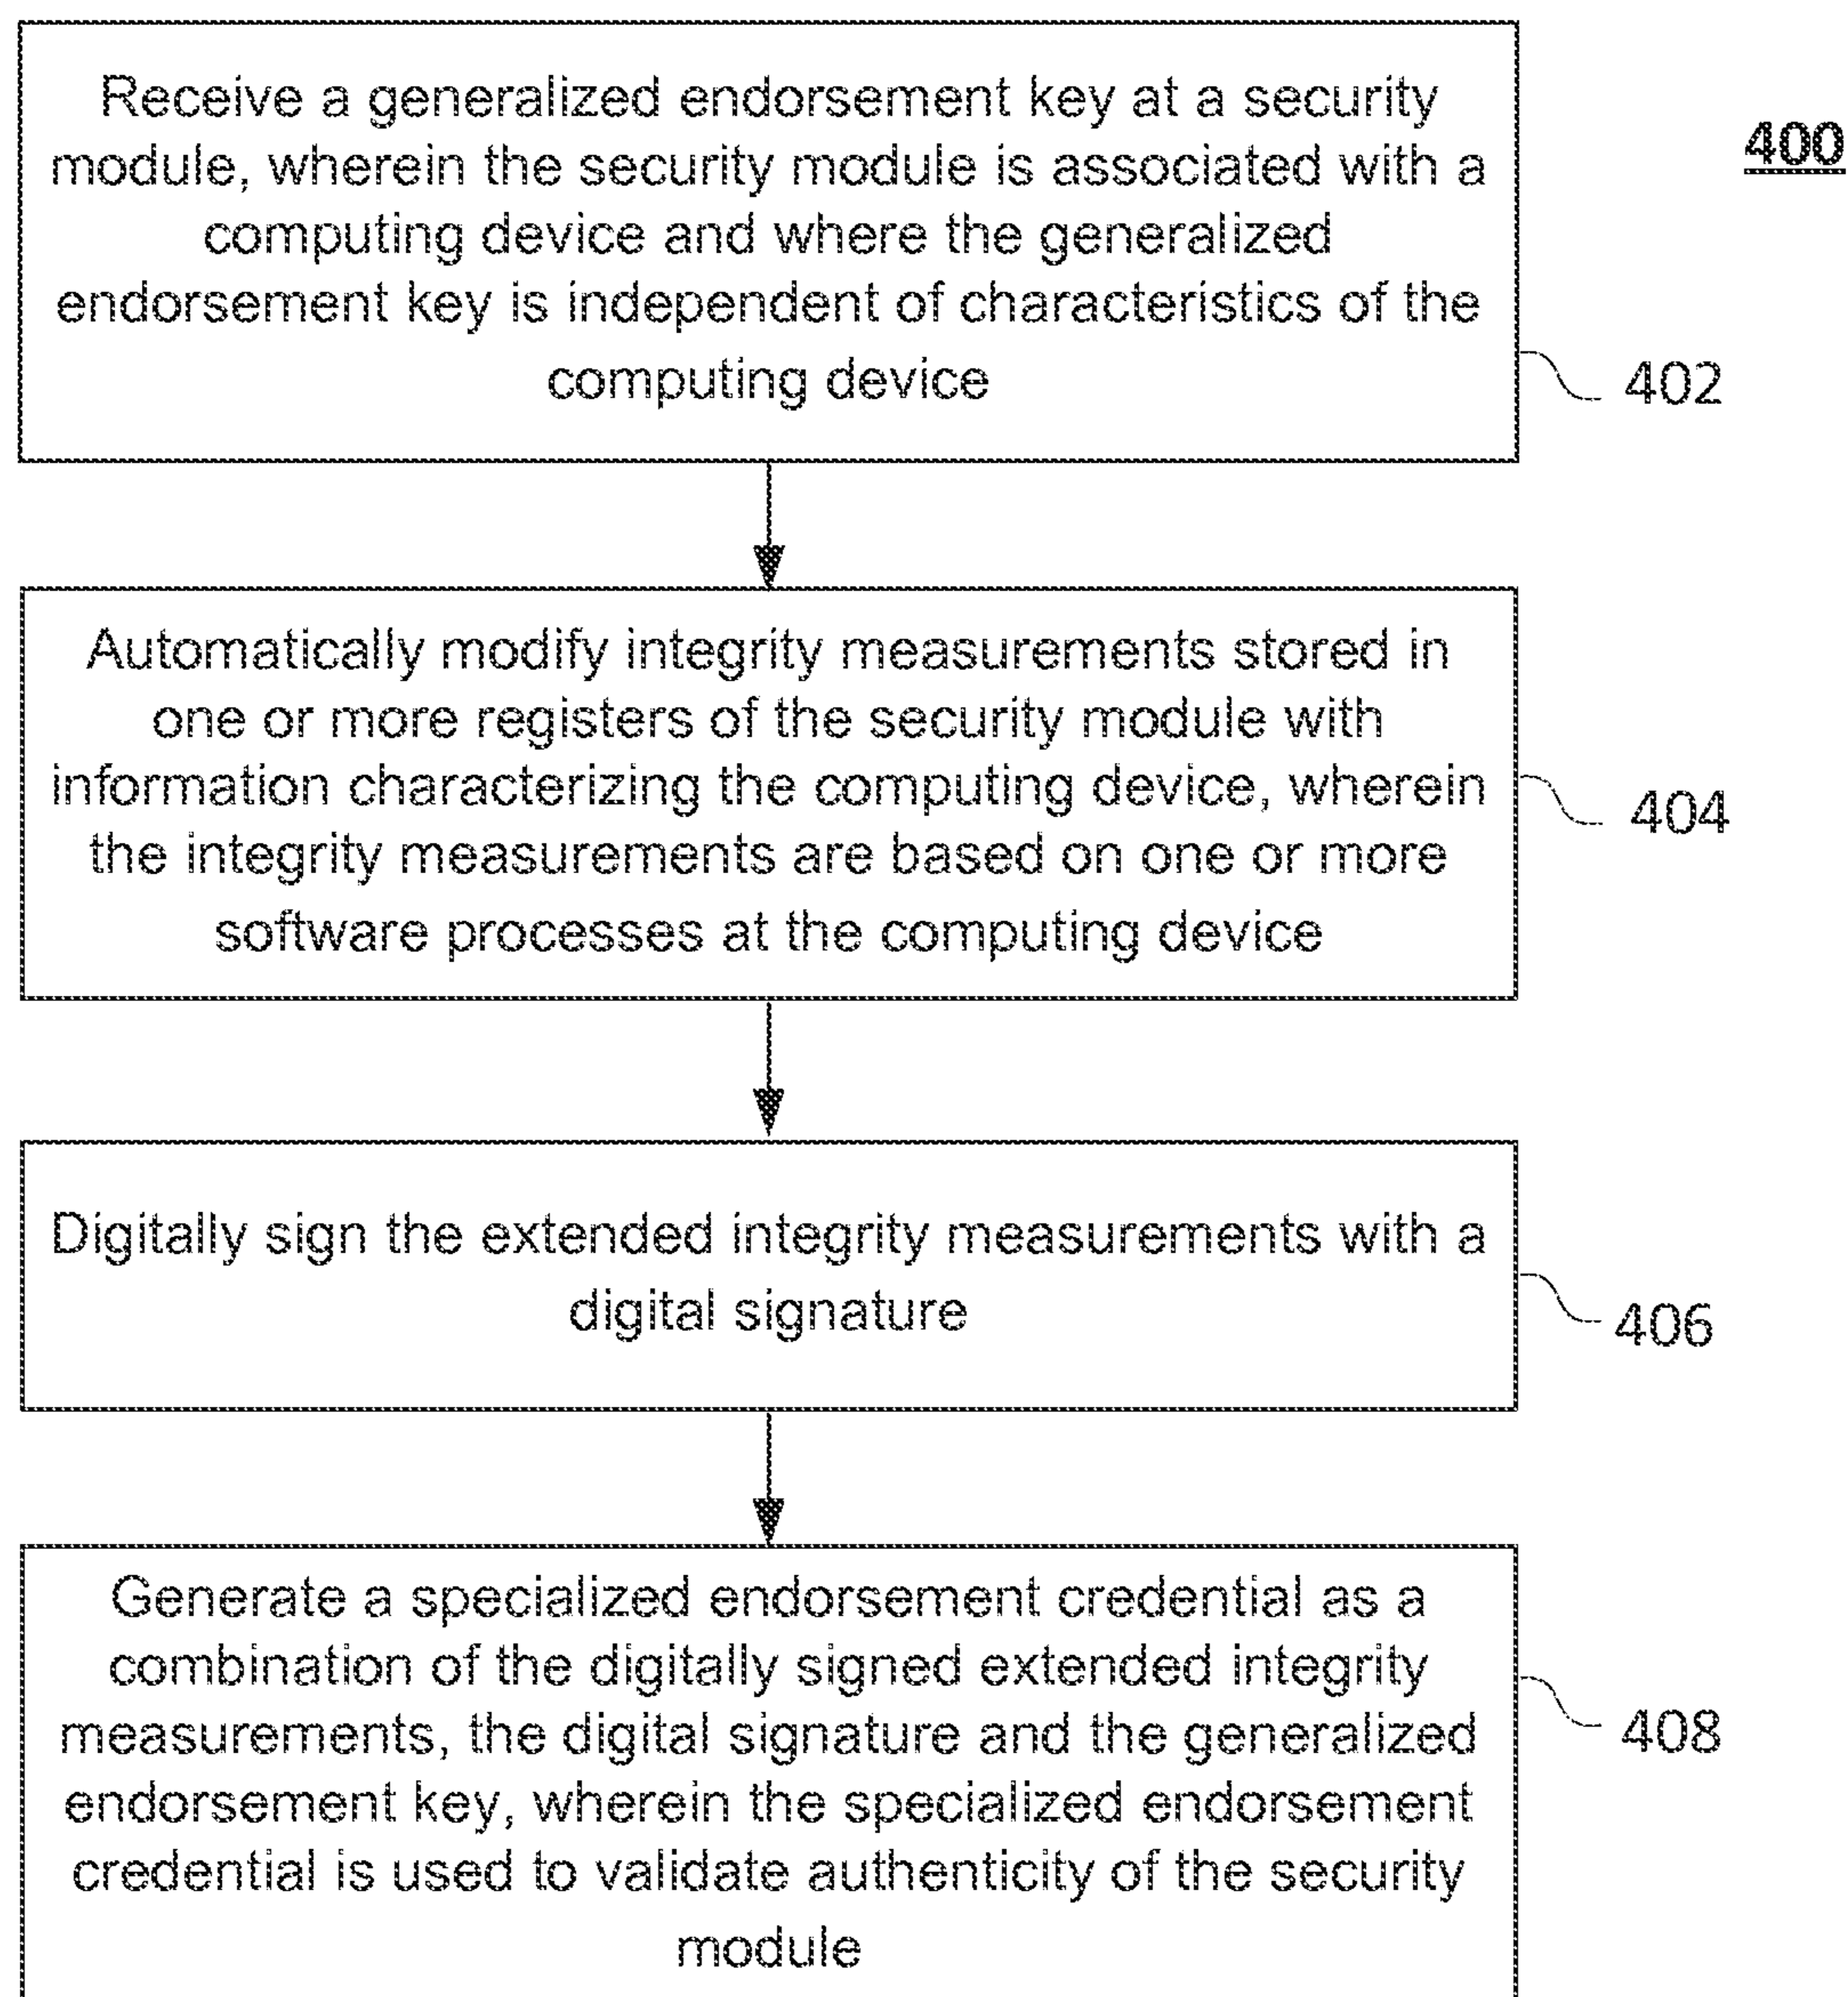 Receive a generalized endorsement key at a security
module, wherein the security module is associated with a
computing device and where the generalized
endorsement key is independent of characteristics of the
computing device
400
402
Automatically modify integrity measurements stored in
one or more registers of the security module with
information characterizing the computing device, wherein
the integrity measurements are based on one or more
software processes at the computing device
404
Digitally sign the extended integrity measurements with a
digital signature
406
Generate a specialized endorsement credential as a
combination of the digitally signed extended integrity
measurements, the digital signature and the generalized
endorsement key, wherein the specialized endorsement
credential is used to validate authenticity of the security
module
408